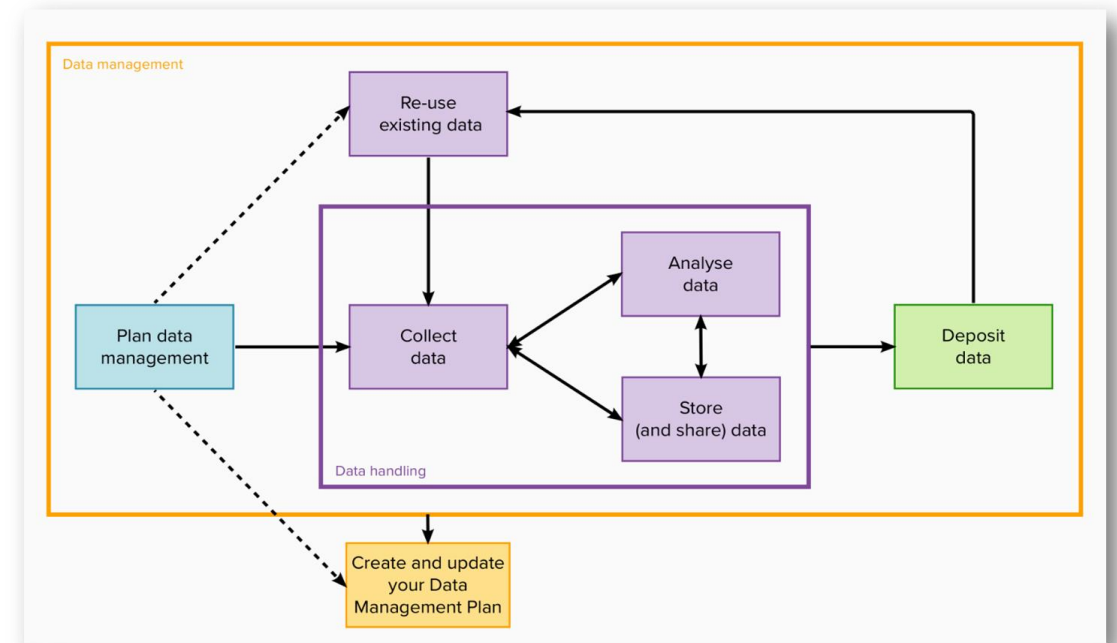 Data management
Re-use
existing data
Analyse
data
Plan data
management
Collect
data
Deposit
data
Store
(and share) data
Data handling
Create and update
your Data
Management Plan